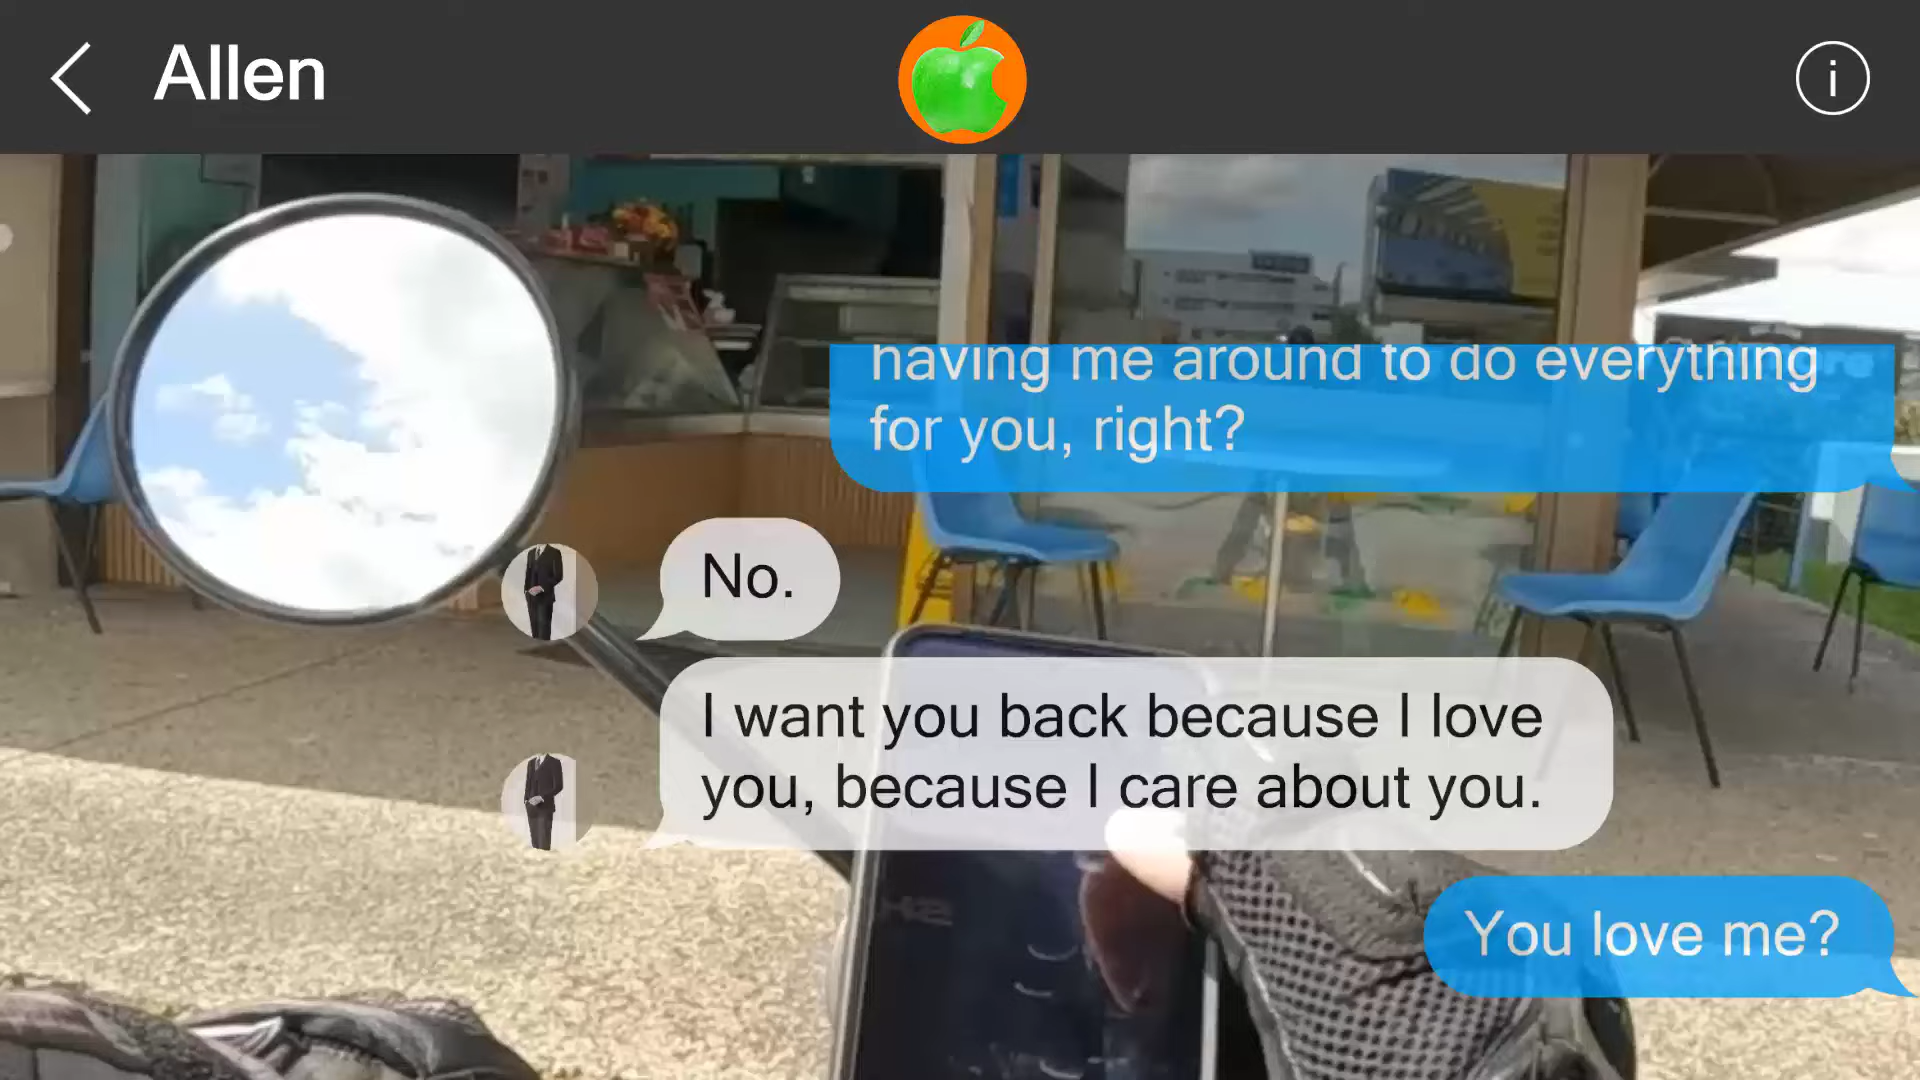 Allen
having me around to do everything
for you, right?
No.
I want you back because I love
you, because I care about you.
You love me?